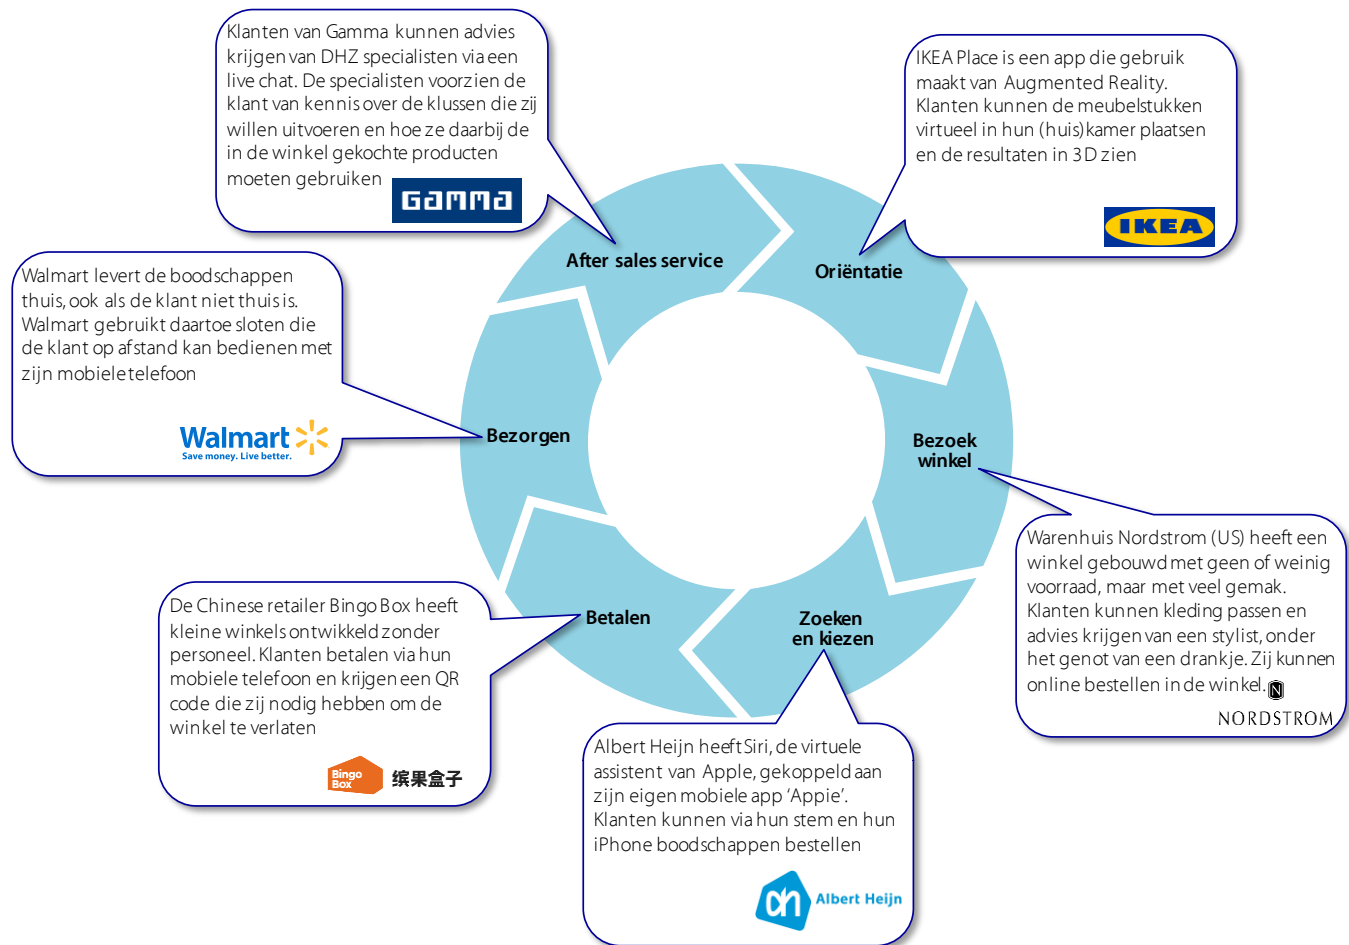 Klanten van Gamma kunnen advies
krijgen van DHZ specialisten via een
live chat. De specialisten voorzien de
klant van kennis over de klussen die zij
willen uitvoeren en hoe ze daarbij de
in de winkel gekochte producten
moeten gebruiken
Gamma
IKEA Place is een app die gebruik
maakt van Augmented Reality.
Klanten kunnen de meubelstukken
virtueel in hun (huis)kamer plaatsen
en de resultaten in 3D zien
IKEA
After sales service
Oriëntatie
Walmart levert de boodschappen
thuis, ook als de klant niet thuis is.
Walmart gebruikt daartoe sloten die
de klant op afstand kan bedienen met
zijn mobiele telefoon
Walmart
Save money. Live better.
Bezorgen
Bezoek
winkel
Warenhuis Nordstrom (US) heeft een
winkel gebouwd met geen of weinig
voorraad, maar met veel gemak.
Klanten kunnen kleding passen en
advies krijgen van een stylist, onder
het genot van een drankje. Zij kunnen
online bestellen in de winkel.
N
NORDSTROM
De Chinese retailer Bingo Box heeft
kleine winkels ontwikkeld zonder
personeel. Klanten betalen via hun
mobiele telefoon en krijgen een QR
code die zij nodig hebben om de
winkel te verlaten
Bingo
Box
缤果盒子
Betalen
Zoeken
en kiezen
Albert Heijn heeft Siri, de virtuele
assistent van Apple, gekoppeld aan
zijn eigen mobiele app ‘Appie’.
Klanten kunnen via hun stem en hun
iPhone boodschappen bestellen
ah
Albert Heijn